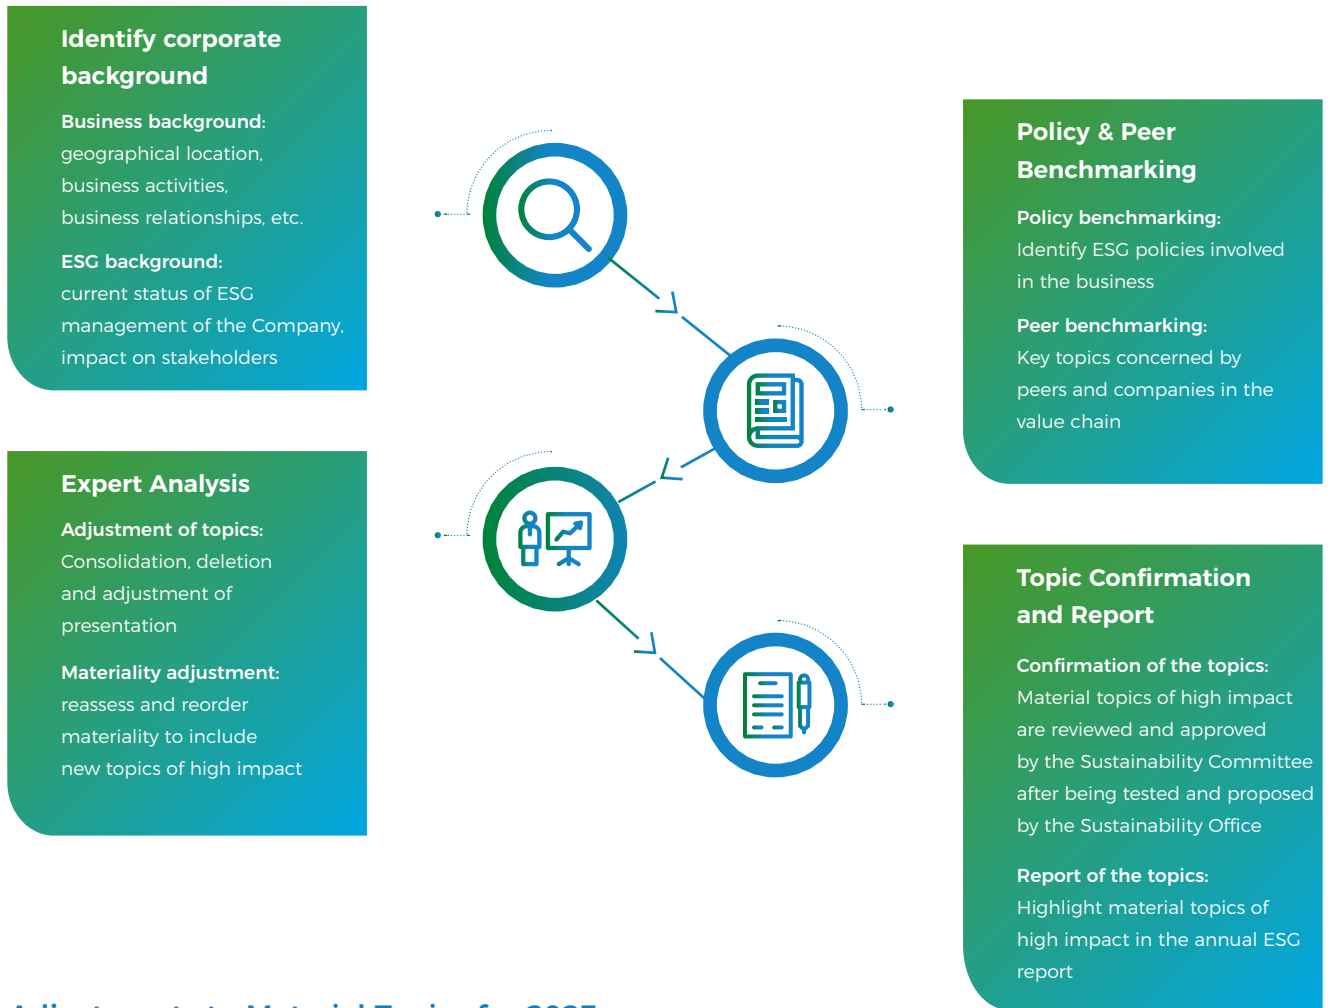 Identify corporate
background
Business background:
geographical location,
business activities,
business relationships, etc.
ESG background:
current status of ESG
management of the Company,
impact on stakeholders
Policy & Peer
Benchmarking
Policy benchmarking:
Identify ESG policies involved
in the business
Peer benchmarking:
Key topics concerned by
peers and companies in the
value chain
Expert Analysis
Adjustment of topics:
Consolidation, deletion
and adjustment of
presentation
Materiality adjustment:
reassess and reorder
materiality to include
new topics of high impact
Topic Confirmation
and Report
Confirmation of the topics:
Material topics of high impact
are reviewed and approved
by the Sustainability Committee
after being tested and proposed
by the Sustainability Office
Report of the topics:
Highlight material topics of
high impact in the annual ESG
report